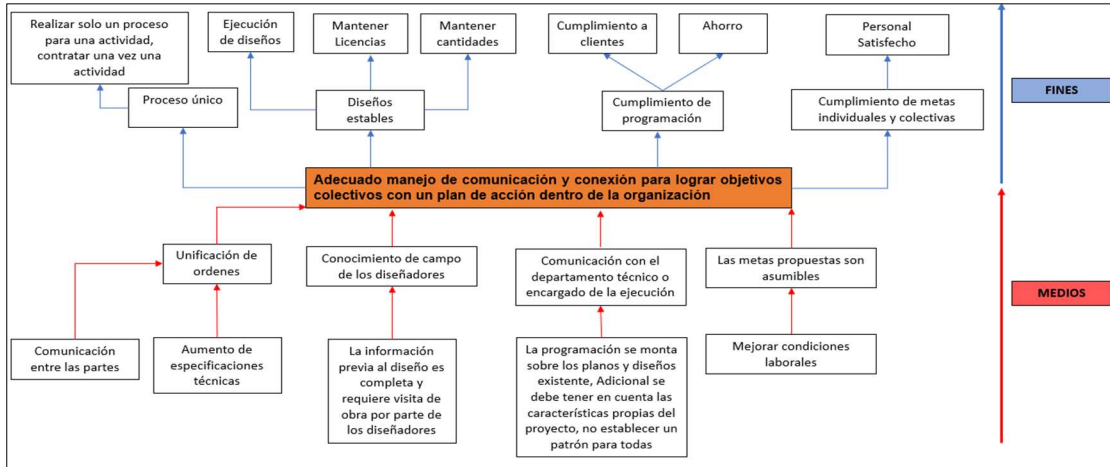 Realizar solo un proceso
para una actividad,
contratar una vez una
actividad
Ejecución
de diseños
Mantener
Licencias
Mantener
cantidades
Cumplimiento a
clientes
Ahorro
Personal
Satisfecho
FINES
Proceso único
Diseños
estables
Cumplimiento de
programación
Cumplimiento de metas
individuales y colectivas
Adecuado manejo de comunicación y conexión para lograr objetivos
colectivos con un plan de acción dentro de la organización
Unificación de
ordenes
Conocimiento de campo
de los diseñadores
Comunicación con el
departamento técnico o
encargado de la ejecución
Las metas propuestas son
asumibles
MEDIOS
Comunicación
entre las partes
Aumento de
especificaciones
técnicas
La información
previa al diseño es
completa y
requiere visita de
obra por parte de
los diseñadores
La programación se monta
sobre los planos y diseños
existente, Adicional se
debe tener en cuenta las
características propias del
proyecto, no establecer un
patrón para todas
Mejorar condiciones
laborales